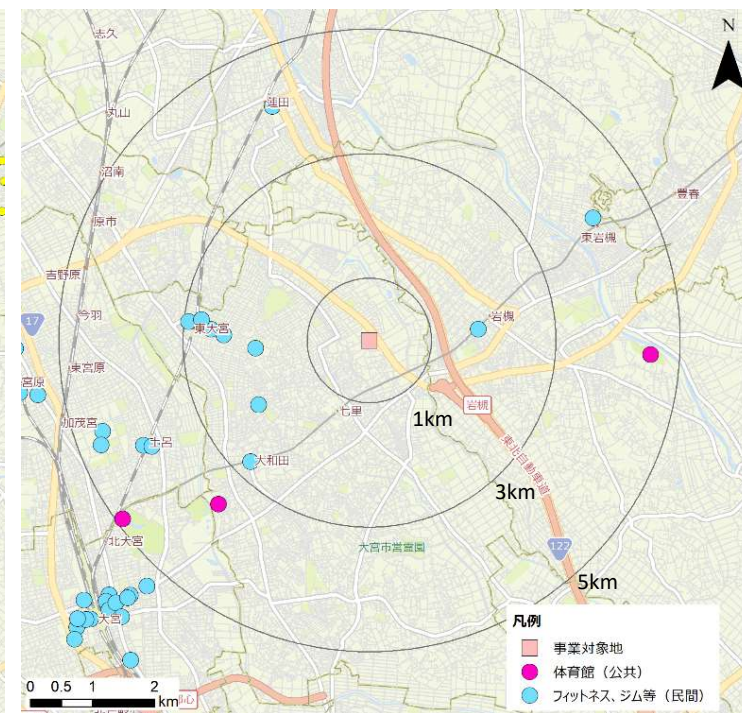 志久
N
蓮田
丸山
沼南
豊春
原市
東岩槻
吉野原
17
今羽
東大宮
岩槻
東宮原
宮原
加茂宮
七里
岩槻
1km
土呂
大和田
東北自動車道
3km
北大宮
大宮市営霊園
122
5km
大宮
凡例
事業対象地
体育館（公共）
フィットネス、ジム等（民間）
0 0.5 1 2
km